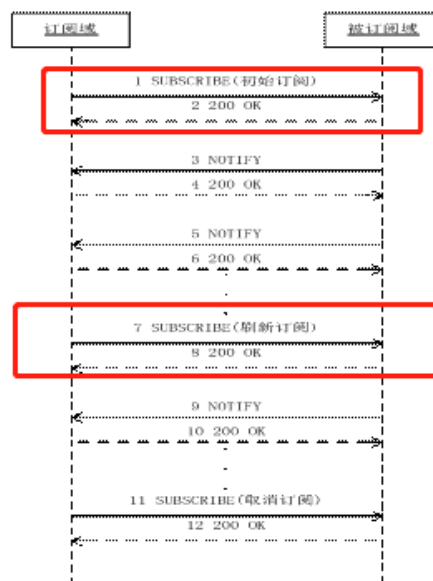 订阅域
被订阅域
1 SUBSCRIBE(初始订阅)
2 200 OK
3 NOTIFY
4 200 OK
5 NOTIFY
6 200 OK
7 SUBSCRIBE(刷新订阅)
8 200 OK
9 NOTIFY
10 200 OK
11 SUBSCRIBE(取消订阅)
12 200 OK